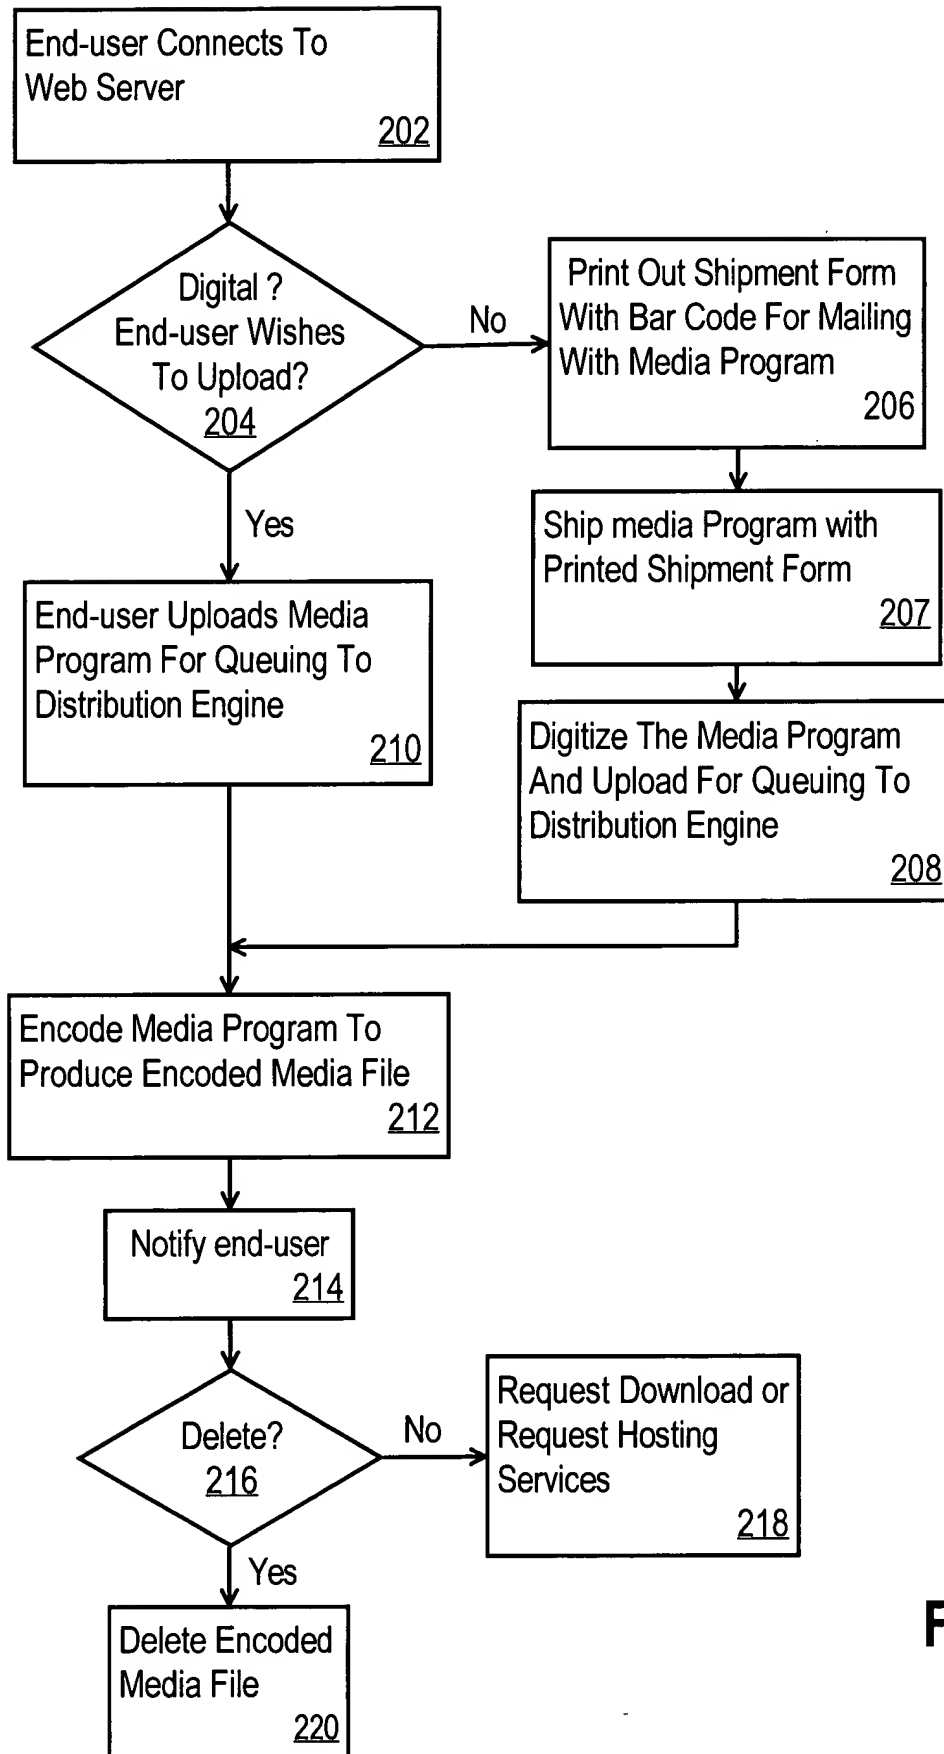 End-user Connects To
Web Server
202
Digital ?
End-user Wishes
To Upload?
204
No
Print Out Shipment Form
With Bar Code For Mailing
With Media Program
206
Yes
Ship media Program with
Printed Shipment Form
207
End-user Uploads Media
Program For Queuing To
Distribution Engine
210
Digitize The Media Program
And Upload For Queuing To
Distribution Engine
208
Encode Media Program To
Produce Encoded Media File
212
Notify end-user
214
Delete?
216
No
Request Download or
Request Hosting
Services
218
Yes
Delete Encoded
Media File
220